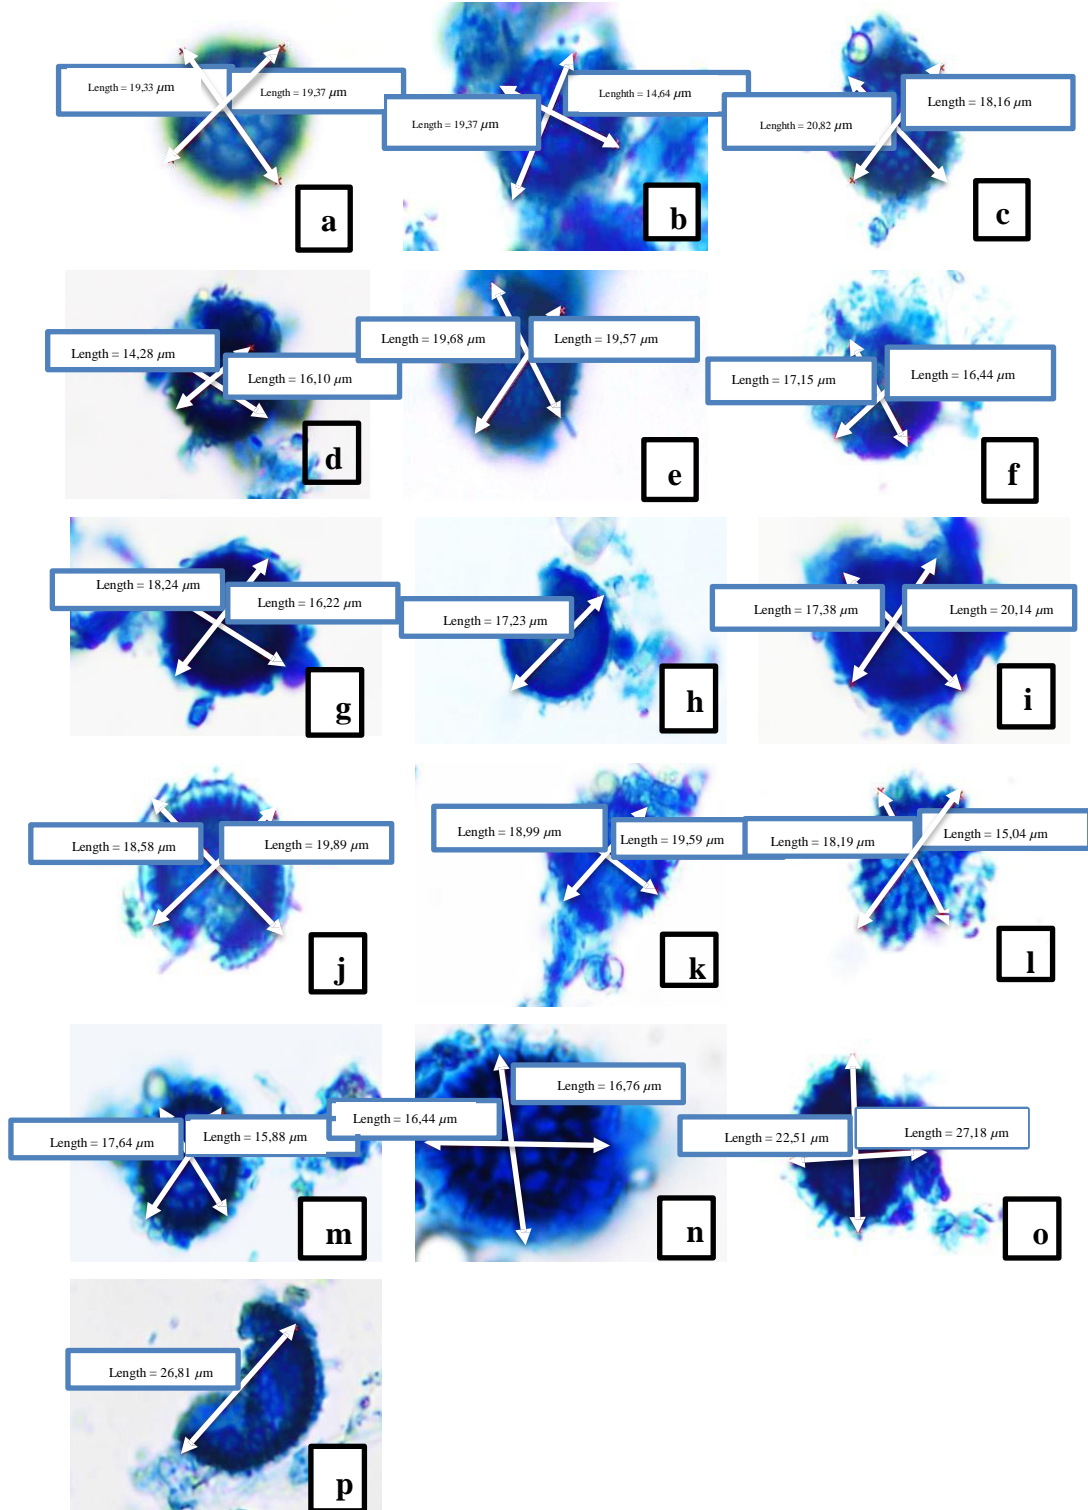 Length = 19,33 µm
Length = 19,37 µm
a
Lenghth = 14,64 µm
Length = 19,37 µm
b
Length = 18,16 µm
Lenghth = 20,82 µm
c
Length = 14,28 µm
Length = 16,10 µm
d
Length = 19,68 µm
Length = 19,57 µm
e
Length = 17,15 µm
Length = 16,44 µm
f
Length = 18,24 µm
Length = 16,22 µm
g
Length = 17,23 µm
h
Length = 17,38 µm
Length = 20,14 µm
i
Length = 18,58 µm
Length = 19,89 µm
j
Length = 18,99 µm
Length = 19,59 µm
k
Length = 18,19 µm
Length = 15,04 µm
l
Length = 17,64 µm
Length = 15,88 µm
m
Length = 16,76 µm
Length = 16,44 µm
n
Length = 22,51 µm
Length = 27,18 µm
o
Length = 26,81 µm
p